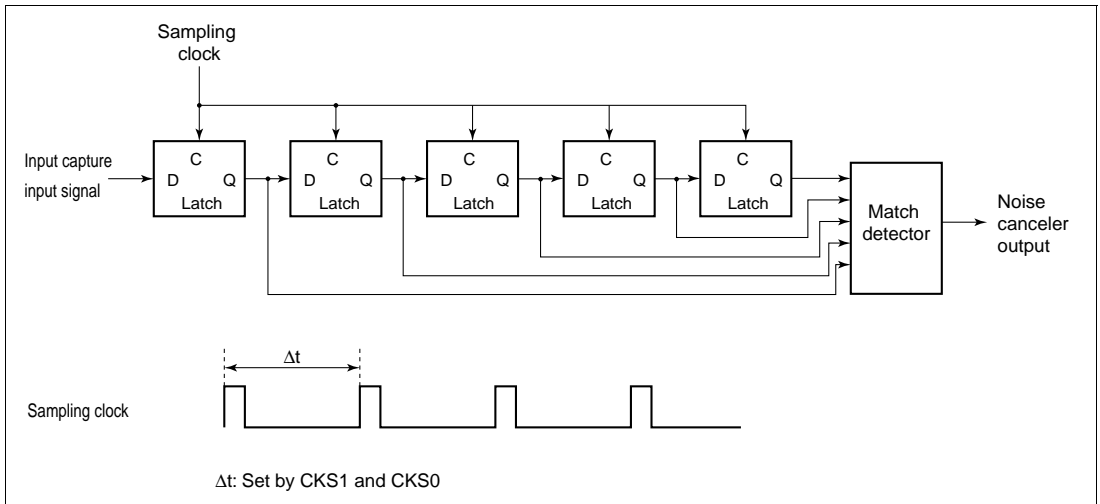 Sampling
clock
Input capture
input signal
C
D Q
Latch
C
D Q
Latch
C
D Q
Latch
C
D Q
Latch
C
D Q
Latch
Match
detector
Noise
canceler
output
Δt
Sampling clock
Δt: Set by CKS1 and CKS0